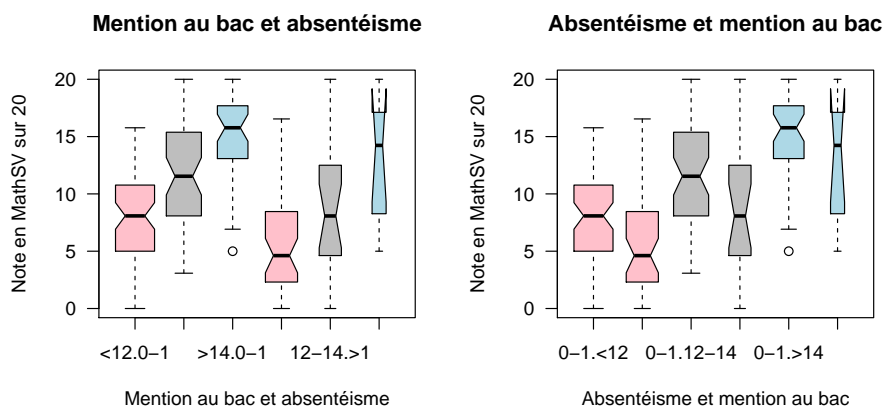 Mention au bac et absentéisme
Note en MathSV sur 20
20
15
10
5
0
<12.0−1 >14.0−1 12−14.>1
Mention au bac et absentéisme
Absentéisme et mention au bac
Note en MathSV sur 20
20
15
10
5
0
0−1.<12 0−1.12−14 0−1.>14
Absentéisme et mention au bac